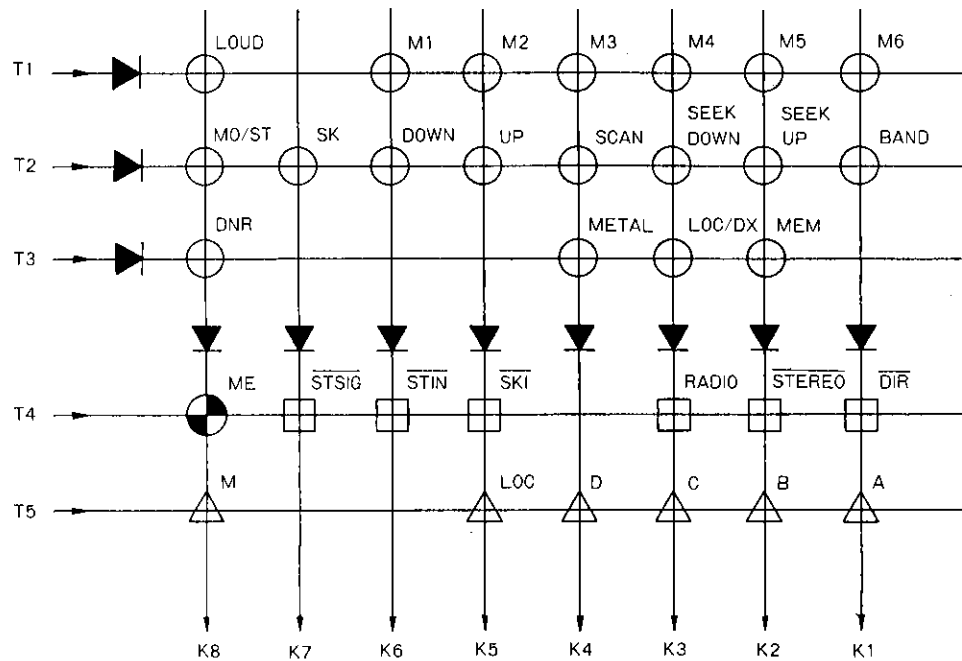 LOUD M1 M2 M3 M4 M5 M6
T1
SEEK SEEK
MO/ST SK DOWN UP SCAN DOWN UP BAND
T2
DNR METAL LOC/DX MEM
T3
ME STSIG STIN SKI RADIO STEREO DIR
T4
M LOC D C B A
T5
K8 K7 K6 K5 K4 K3 K2 K1